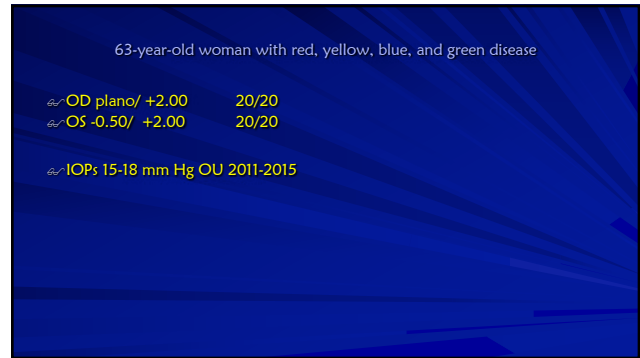 63-year-old woman with red, yellow, blue, and green disease
OD plano/ +2.00 20/20
OS -0.50/ +2.00 20/20
IOPs 15-18 mm Hg OU 2011-2015